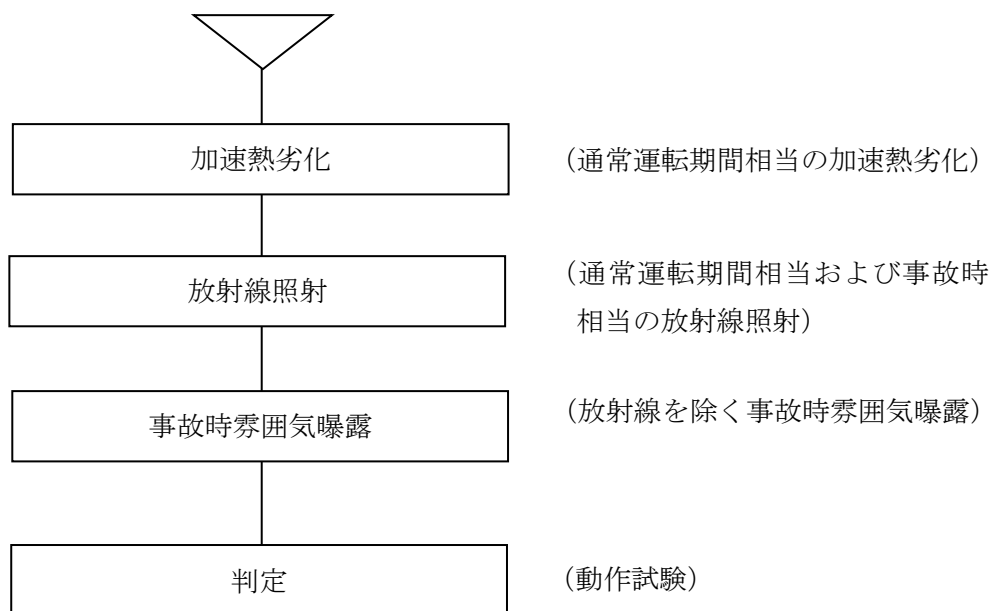 加速熱劣化
（通常運転期間相当の加速熱劣化）
放射線照射
（通常運転期間相当および事故時
相当の放射線照射）
事故時雰囲気曝露
（放射線を除く事故時雰囲気曝露）
判定
（動作試験）